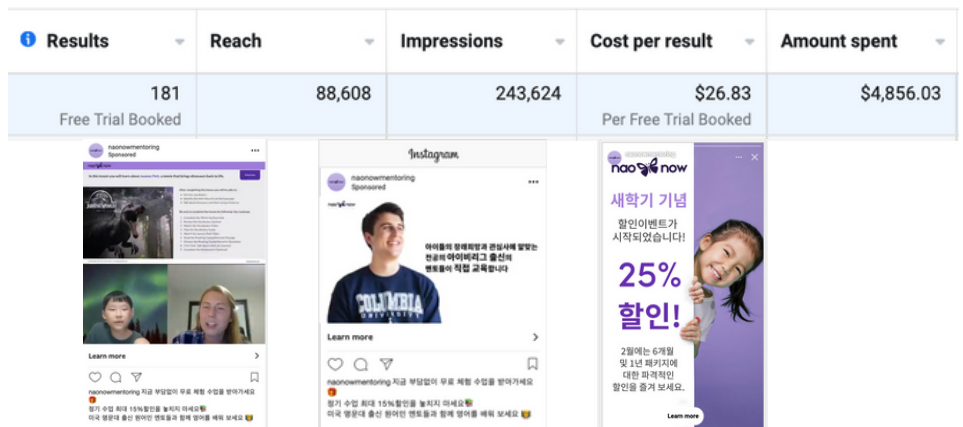 Results
Reach
Impressions
Cost per result
Amount spent
181
88,608
243,624
$26.83
$4,856.03
Free Trial Booked
Per Free Trial Booked
naonowmentoring
Sponsored
Learn more
naonowmentoring 지금 부담없이 무료 체험 수업을 받아가세요
정기 수업 최대 15%할인을 놓치지 마세요
미국 명문대 출신 원어민 멘토들과 함께 영어를 배워 보세요
Instagram
naonowmentoring
Sponsored
nao now
아이들의 장래희망과 관심사에 알맞는
전공의 아이비리그 출신의
멘토들이 직접 교육합니다
COLUMBIA
UNIVERSITY
Learn more
naonowmentoring 지금 부담없이 무료 체험 수업을 받아가세요
정기 수업 최대 15%할인을 놓치지 마세요
미국 명문대 출신 원어민 멘토들과 함께 영어를 배워 보세요
naonowmentoring
nao now
새학기 기념
할인이벤트가
시작되었습니다!
25%
할인!
2월에는 6개월
및 1년 패키지에
대한 파격적인
할인을 즐겨 보세요.
Learn more